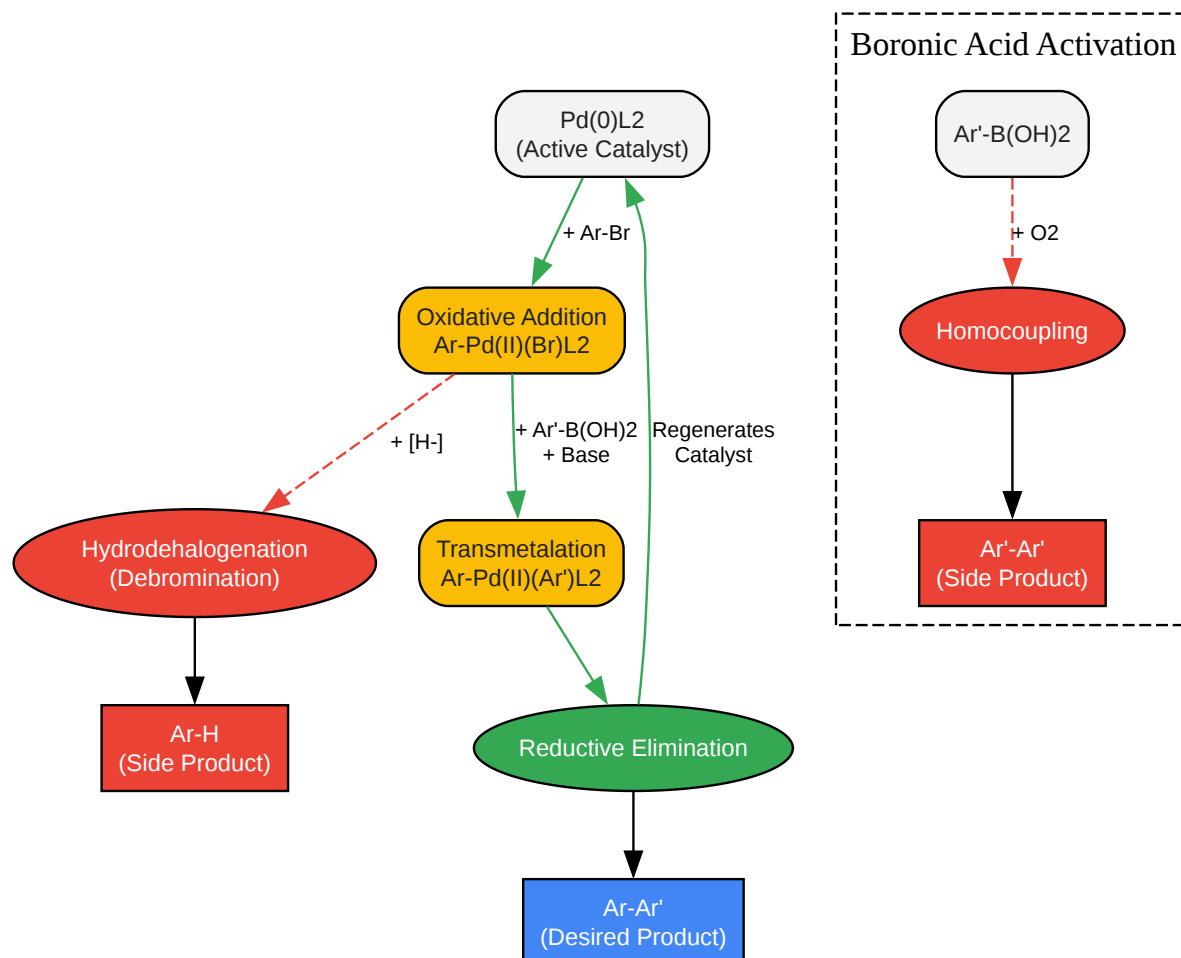 Boronic Acid Activation
Pd(0)L2
(Active Catalyst)
Ar'-B(OH)2
+ Ar-Br
+ O2
Oxidative Addition
Ar-Pd(II)(Br)L2
Homocoupling
+ [H-]
+ Ar'-B(OH)2
+ Base
Regenerates
Catalyst
Hydrodehalogenation
(Debromination)
Transmetalation
Ar-Pd(II)(Ar')L2
Ar'-Ar'
(Side Product)
Ar-H
(Side Product)
Reductive Elimination
Ar-Ar'
(Desired Product)